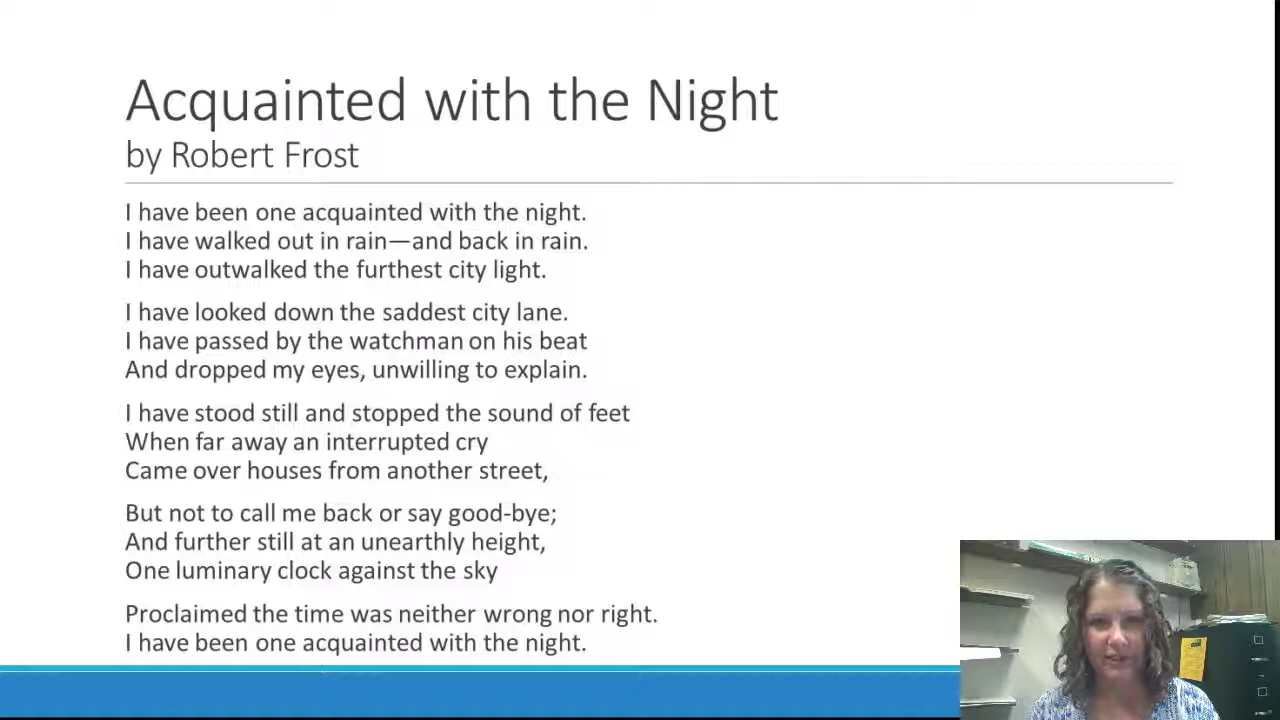 Acquainted with the Night
by Robert Frost
I have been one acquainted with the night.
I have walked out in rain—and back in rain.
I have outwalked the furthest city light.
I have looked down the saddest city lane.
I have passed by the watchman on his beat
And dropped my eyes, unwilling to explain.
I have stood still and stopped the sound of feet
When far away an interrupted cry
Came over houses from another street,
But not to call me back or say good-bye;
And further still at an unearthly height,
One luminary clock against the sky
Proclaimed the time was neither wrong nor right.
I have been one acquainted with the night.